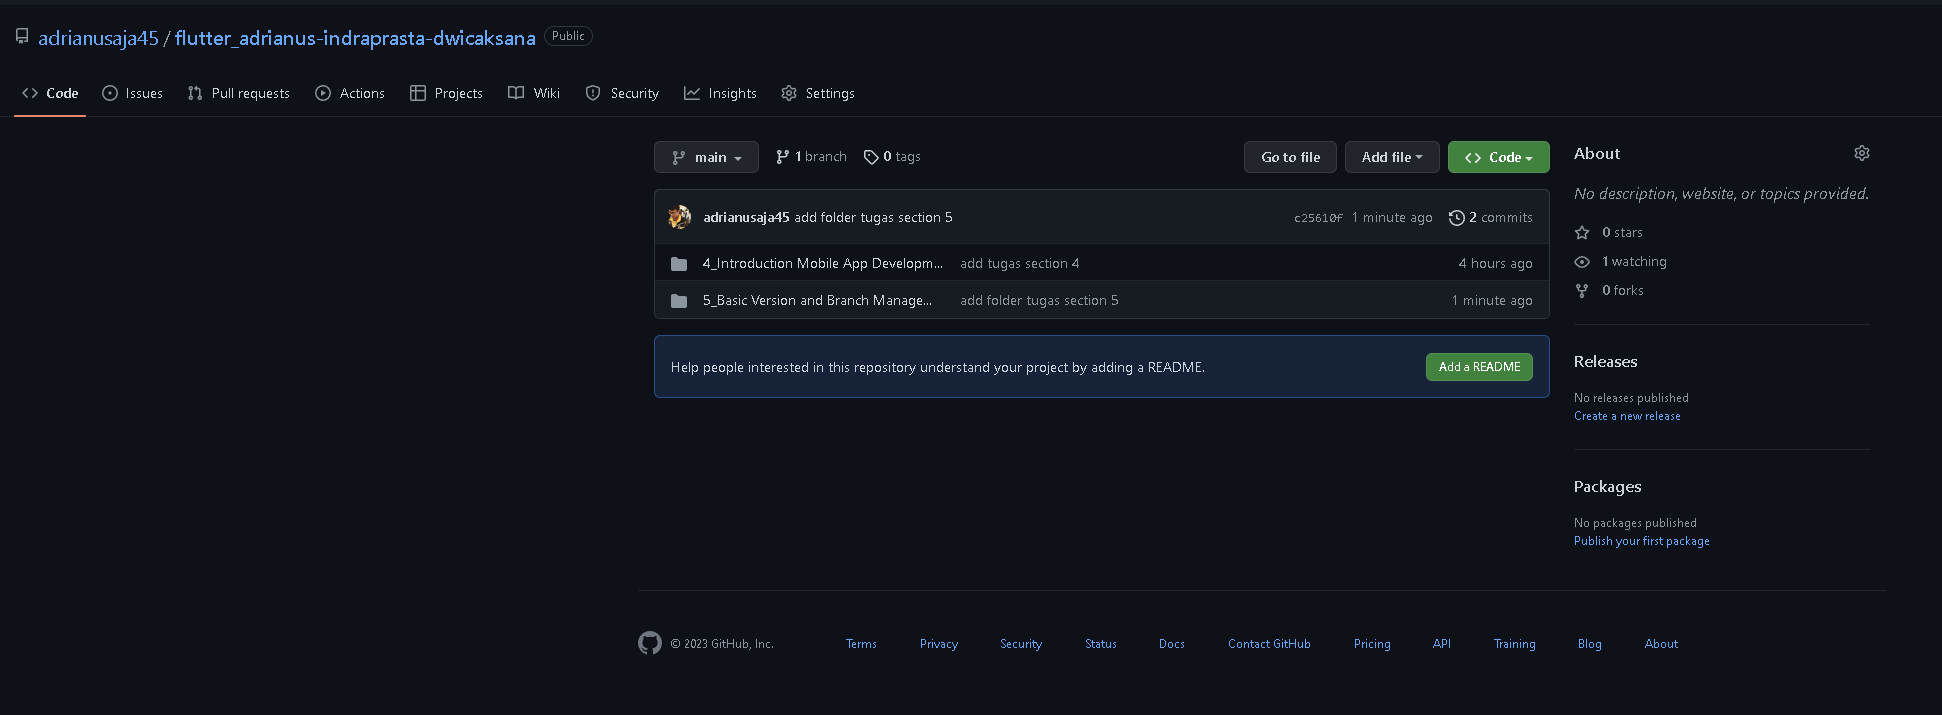 adrianusaja45 / flutter_adrianus-indraprasta-dwicaksana Public
Code Issues Pull requests Actions Projects Wiki Security Insights Settings
main 1 branch 0 tags Go to file Add file Code
adrianusaja45 add folder tugas section 5 c25610f 1 minute ago 2 commits
4_Introduction Mobile App Developm... add tugas section 4 4 hours ago
5_Basic Version and Branch Manage... add folder tugas section 5 1 minute ago
Help people interested in this repository understand your project by adding a README. Add a README
About
No description, website, or topics provided.
0 stars
1 watching
0 forks
Releases
No releases published
Create a new release
Packages
No packages published
Publish your first package
© 2023 GitHub, Inc. Terms Privacy Security Status Docs Contact GitHub Pricing API Training Blog About